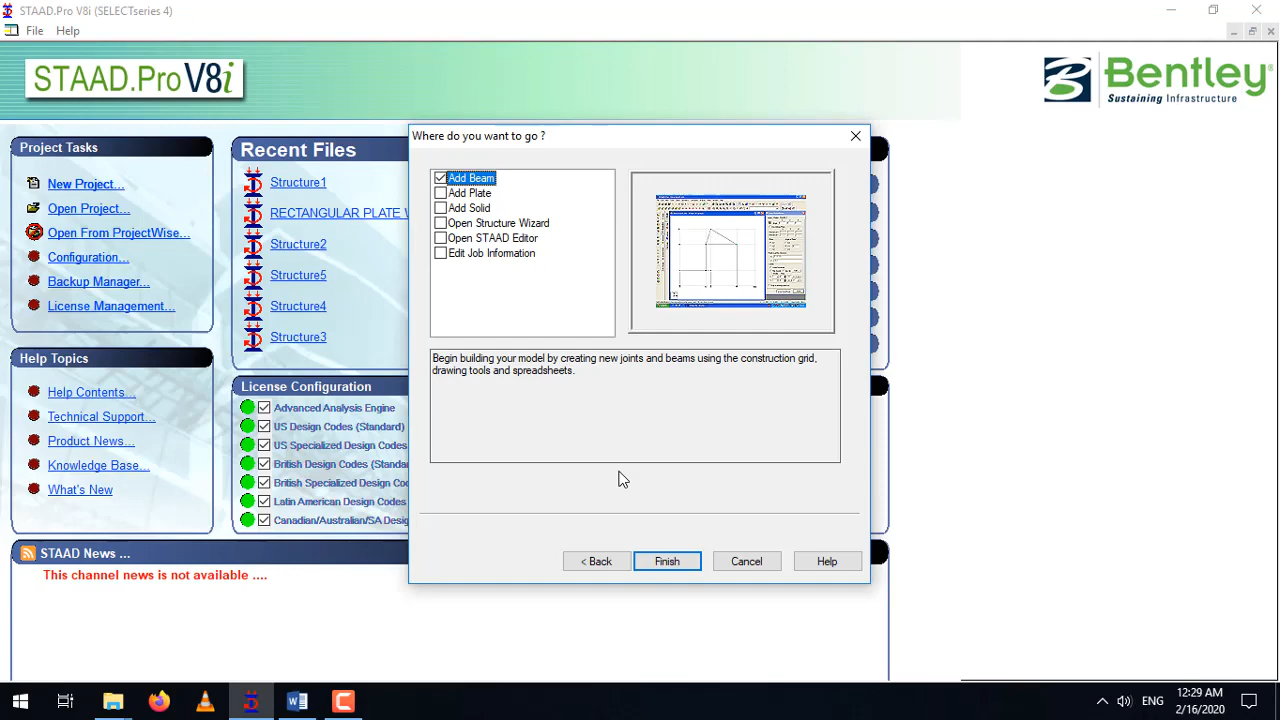 STAAD.Pro V8i (SELECTseries 4)
File Help
STAAD.Pro V8i
Bentley
Sustaining Infrastructure
Project Tasks
New Project...
Open Project...
Open From ProjectWise...
Configuration...
Backup Manager...
License Management...
Help Topics
Help Contents...
Technical Support...
Product News...
Knowledge Base...
What's New
Recent Files
Structure1
RECTANGULAR PLATE
Structure2
Structure5
Structure4
Structure3
License Configuration
Advanced Analysis Engine
US Design Codes (Standard)
US Specialized Design Codes
British Design Codes (Standa
British Specialized Design Co
Latin American Design Codes
Canadian/Australian/SA Desig
Where do you want to go ?
Add Beam
Add Plate
Add Solid
Open Structure Wizard
Open STAAD Editor
Edit Job Information
Begin building your model by creating new joints and beams using the construction grid,
drawing tools and spreadsheets.
< Back Finish Cancel Help
STAAD News ...
This channel news is not available ....
ENG
12:29 AM
2/16/2020